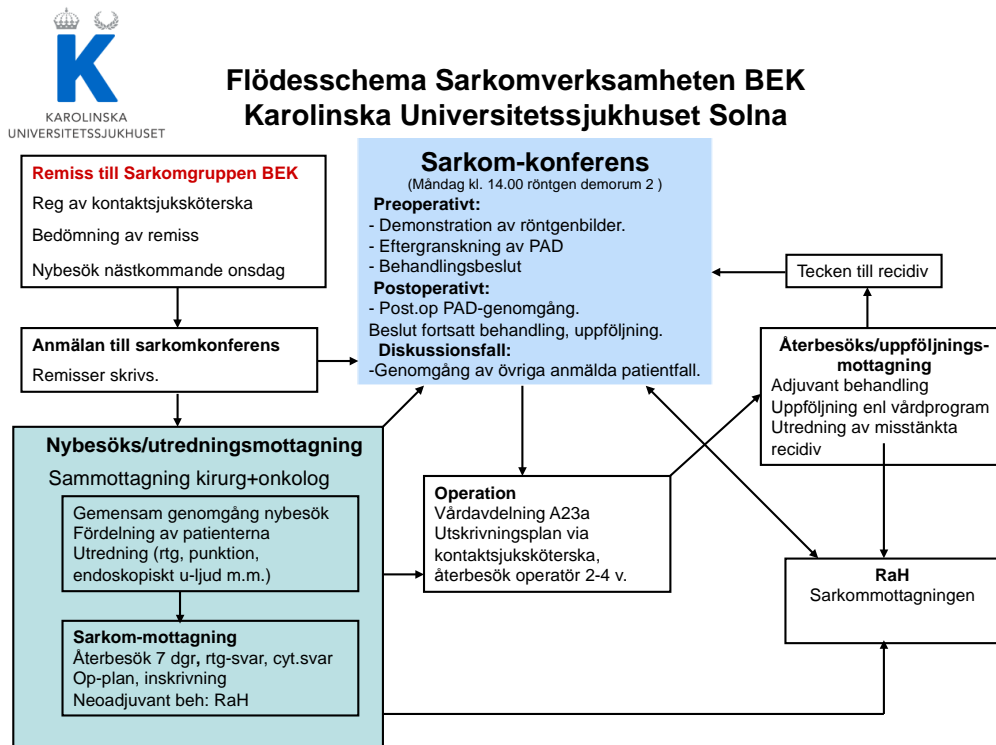 KAROLINSKA
UNIVERSITETSSJUKHUSET
Flödesschema Sarkomverksamheten BEK
Karolinska Universitetssjukhuset Solna
Remiss till Sarkomgruppen BEK
Reg av kontaktsjuksköterska
Bedömning av remiss
Nybesök nästkommande onsdag
Anmälan till sarkomkonferens
Remisser skrivs.
Nybesöks/utredningsmottagning
Sammottagning kirurg+onkolog
Gemensam genomgång nybesök
Fördelning av patienterna
Utredning (rtg, punktion,
endoskopiskt u-ljud m.m.)
Sarkom-mottagning
Återbesök 7 dgr, rtg-svar, cyt.svar
Op-plan, inskrivning
Neoadjuvant beh: RaH
Sarkom-konferens
(Måndag kl. 14.00 röntgen demorum 2 )
Preoperativt:
- Demonstration av röntgenbilder.
- Eftergranskning av PAD
- Behandlingsbeslut
Postoperativt:
- Post.op PAD-genomgång.
Beslut fortsatt behandling, uppföljning.
Diskussionsfall:
-Genomgång av övriga anmälda patientfall.
Operation
Vårdavdelning A23a
Utskrivningsplan via
kontaktsjuksköterska,
återbesök operatör 2-4 v.
Tecken till recidiv
Återbesöks/uppföljnings-
mottagning
Adjuvant behandling
Uppföljning enl vårdprogram
Utredning av misstänkta
recidiv
RaH
Sarkommottagningen